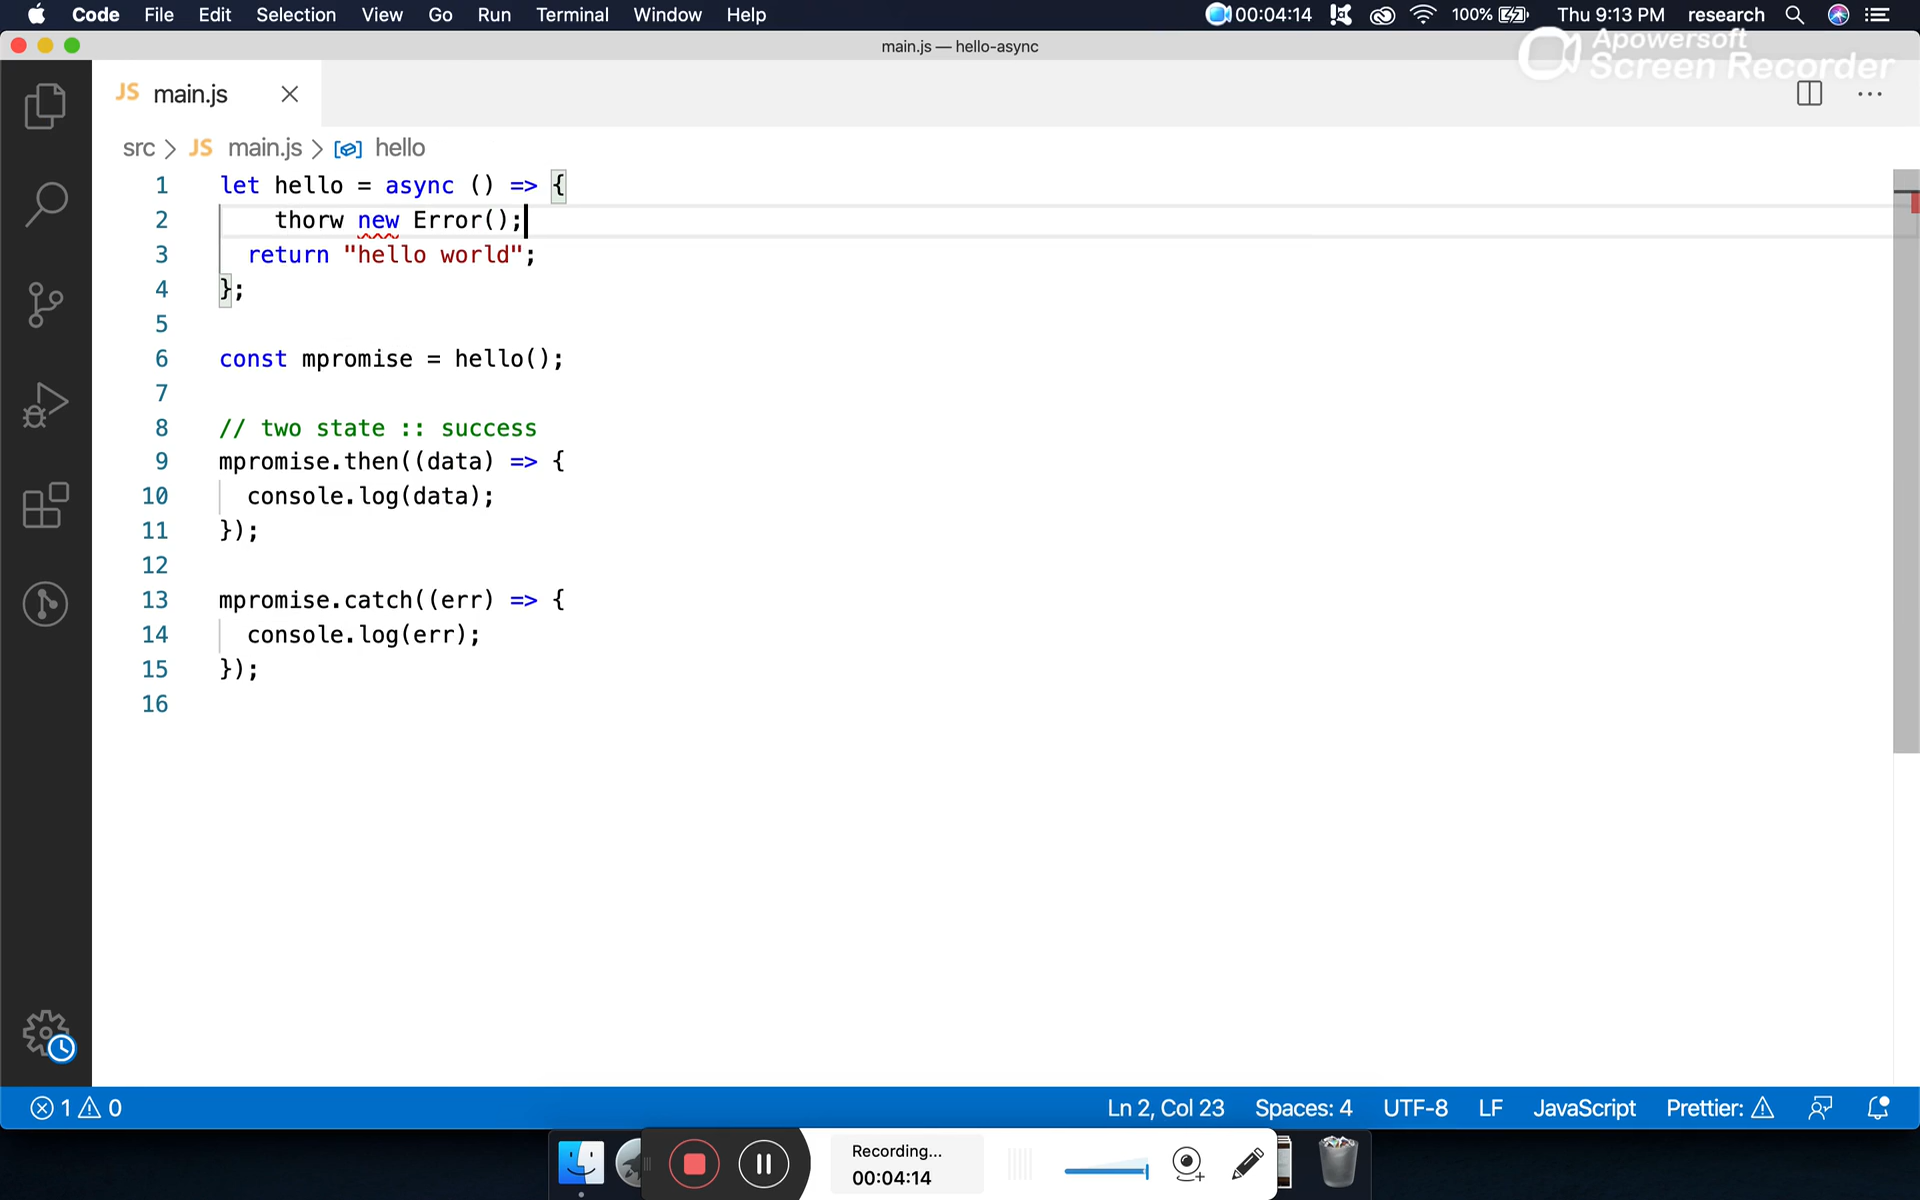 Code File Edit Selection View Go Run Terminal Window Help 00:04:14 100% Thu 9:13 PM research
main.js — hello-async
Apowersoft
Screen Recorder
JS main.js
src > JS main.js > hello
1 let hello = async () => {
2 thorw new Error();
3 return "hello world";
4 };
5
6 const mpromise = hello();
7
8 // two state :: success
9 mpromise.then((data) => {
10 console.log(data);
11 });
12
13 mpromise.catch((err) => {
14 console.log(err);
15 });
16
1 0 Ln 2, Col 23 Spaces: 4 UTF-8 LF JavaScript Prettier:
Recording...
00:04:14